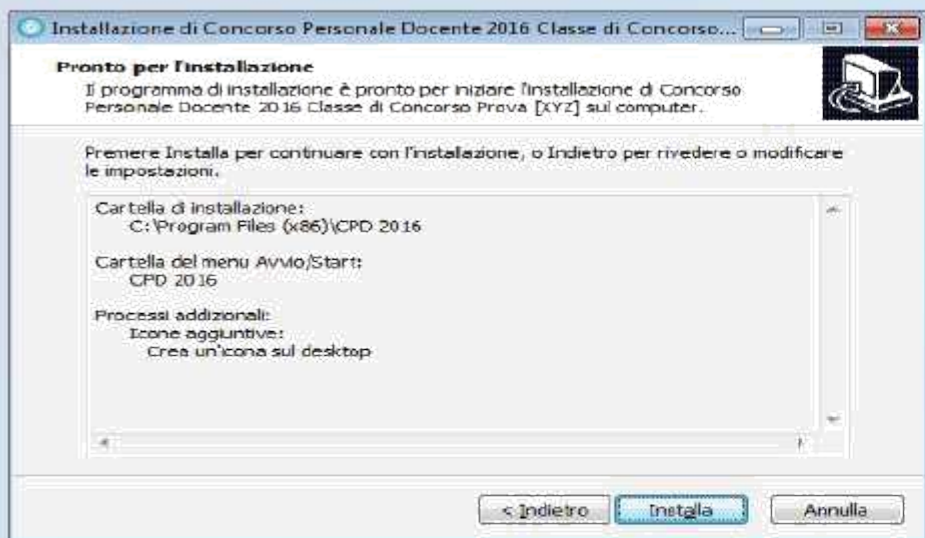 Installazione di Concorso Personale Docente 2016 Classe di Concorso...
Pronto per l'installazione
Il programma di installazione è pronto per iniziare l'installazione di Concorso
Personale Docente 2016 Classe di Concorso Prova [XYZ] sul computer.
Premere Installa per continuare con l'installazione, o Indietro per rivedere o modificare
le impostazioni.
Cartella di installazione:
C:\Program Files (x86)\CPD 2016
Cartella del menu Avvio/Start:
CPD 2016
Processi addizionali:
Icone aggiuntive:
Crea un'icona sul desktop
< Indietro
Installa
Annulla